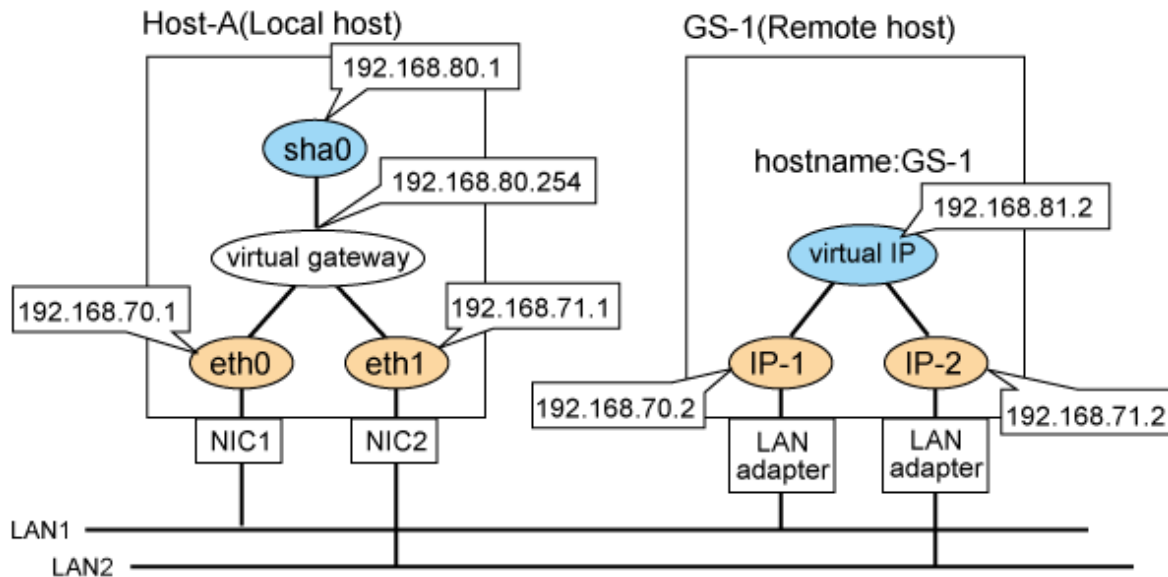 Host-A(Local host)
GS-1(Remote host)
192.168.80.1
sha0
192.168.80.254
hostname:GS-1
192.168.81.2
virtual gateway
virtual IP
192.168.70.1
192.168.71.1
eth0
eth1
IP-1
IP-2
192.168.70.2
192.168.71.2
NIC1
NIC2
LAN
adapter
LAN
adapter
LAN1
LAN2